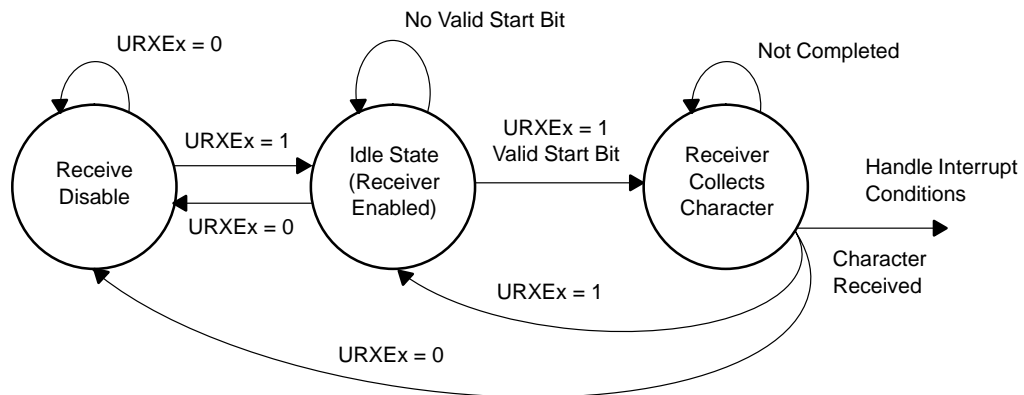 No Valid Start Bit
URXEx = 0
Not Completed
URXEx = 1
URXEx = 1
Valid Start Bit
Receive
Disable
Idle State
(Receiver
Enabled)
Receiver
Collects
Character
Handle Interrupt
Conditions
URXEx = 0
Character
Received
URXEx = 1
URXEx = 0